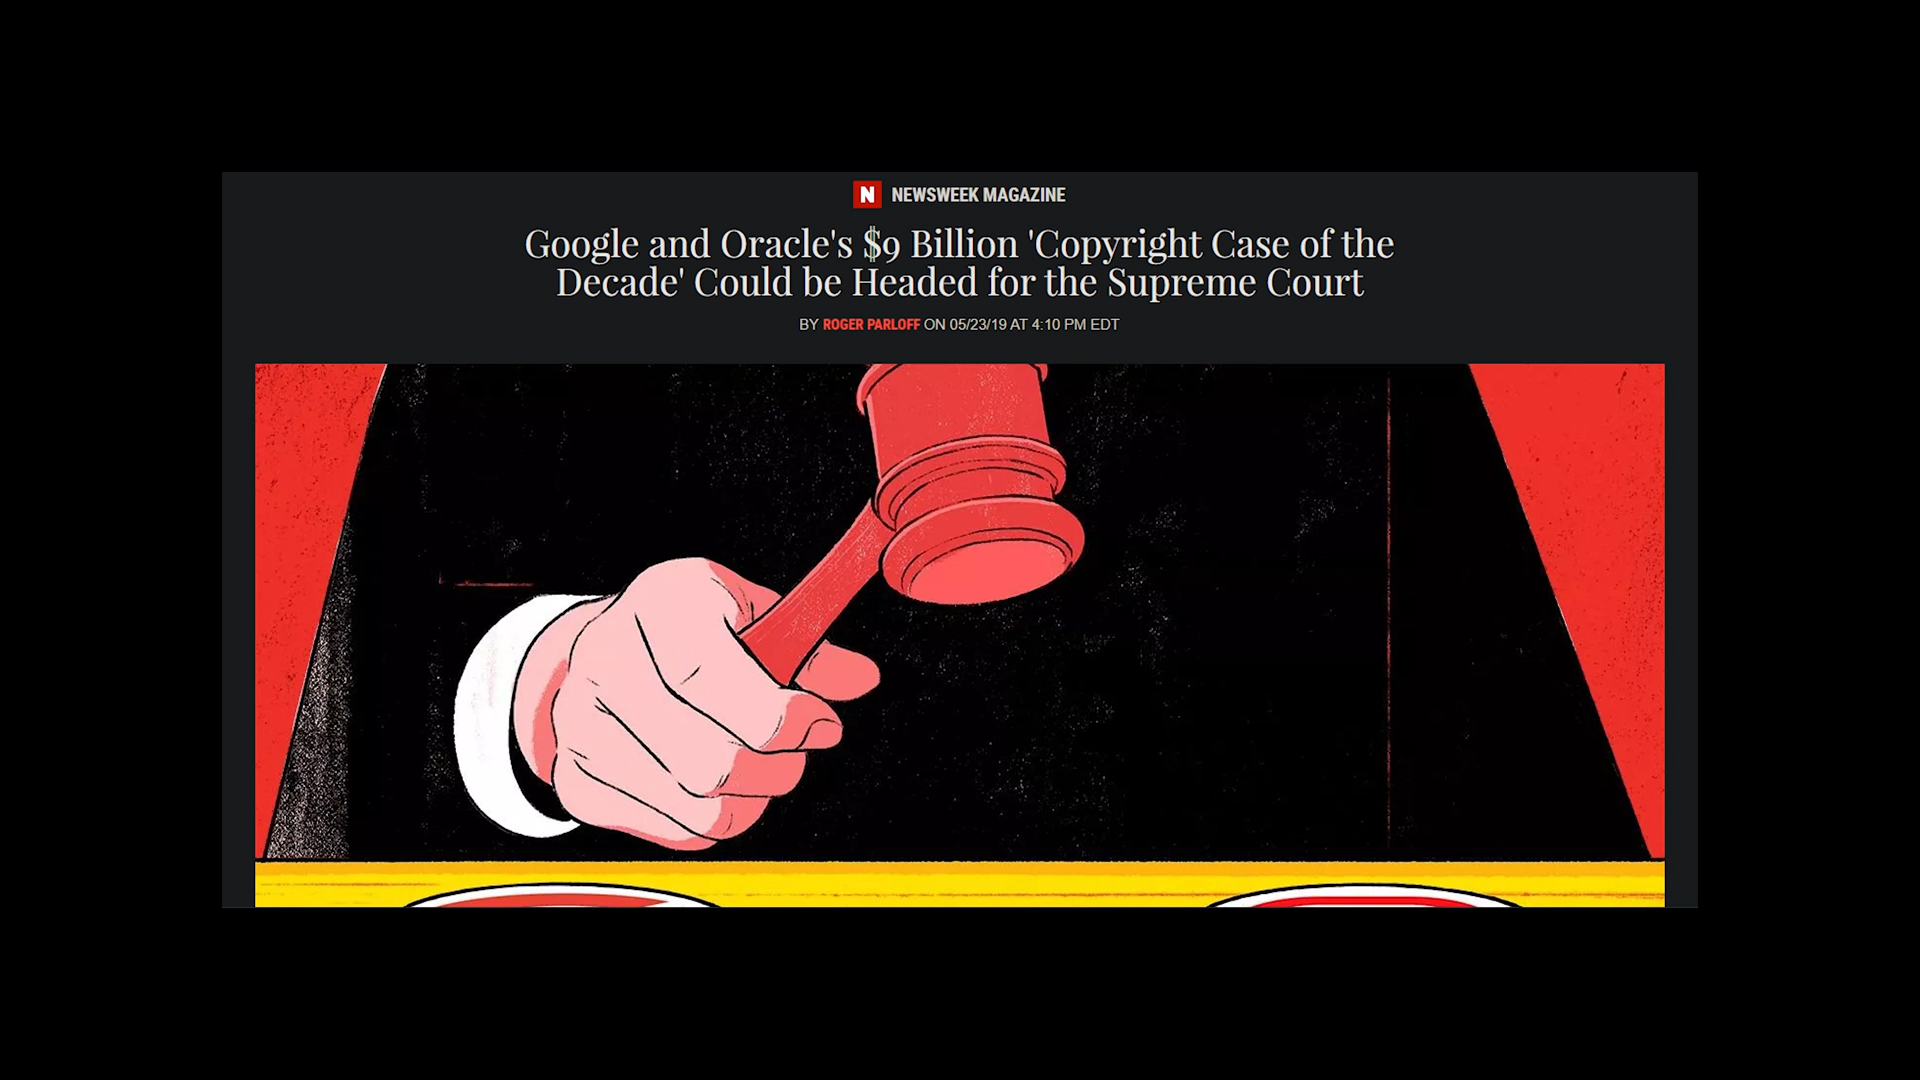 N NEWSWEEK MAGAZINE
Google and Oracle's $9 Billion 'Copyright Case of the
Decade' Could be Headed for the Supreme Court
BY ROGER PARLOFF ON 05/23/19 AT 4:10 PM EDT